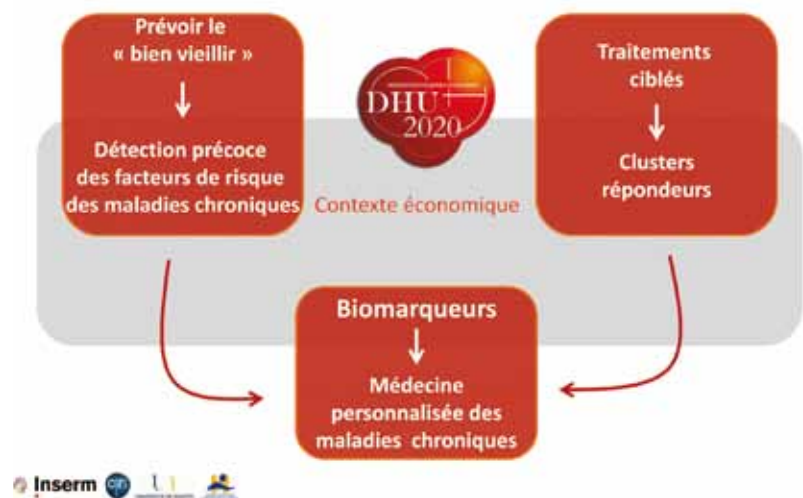 Prévoir le
« bien vieillir »
Détection précoce
des facteurs de risque
des maladies chroniques
DHU
2020
Contexte économique
Traitements
ciblés
Clusters
répondeurs
Biomarqueurs
Médecine
personnalisée des
maladies chroniques
Inserm